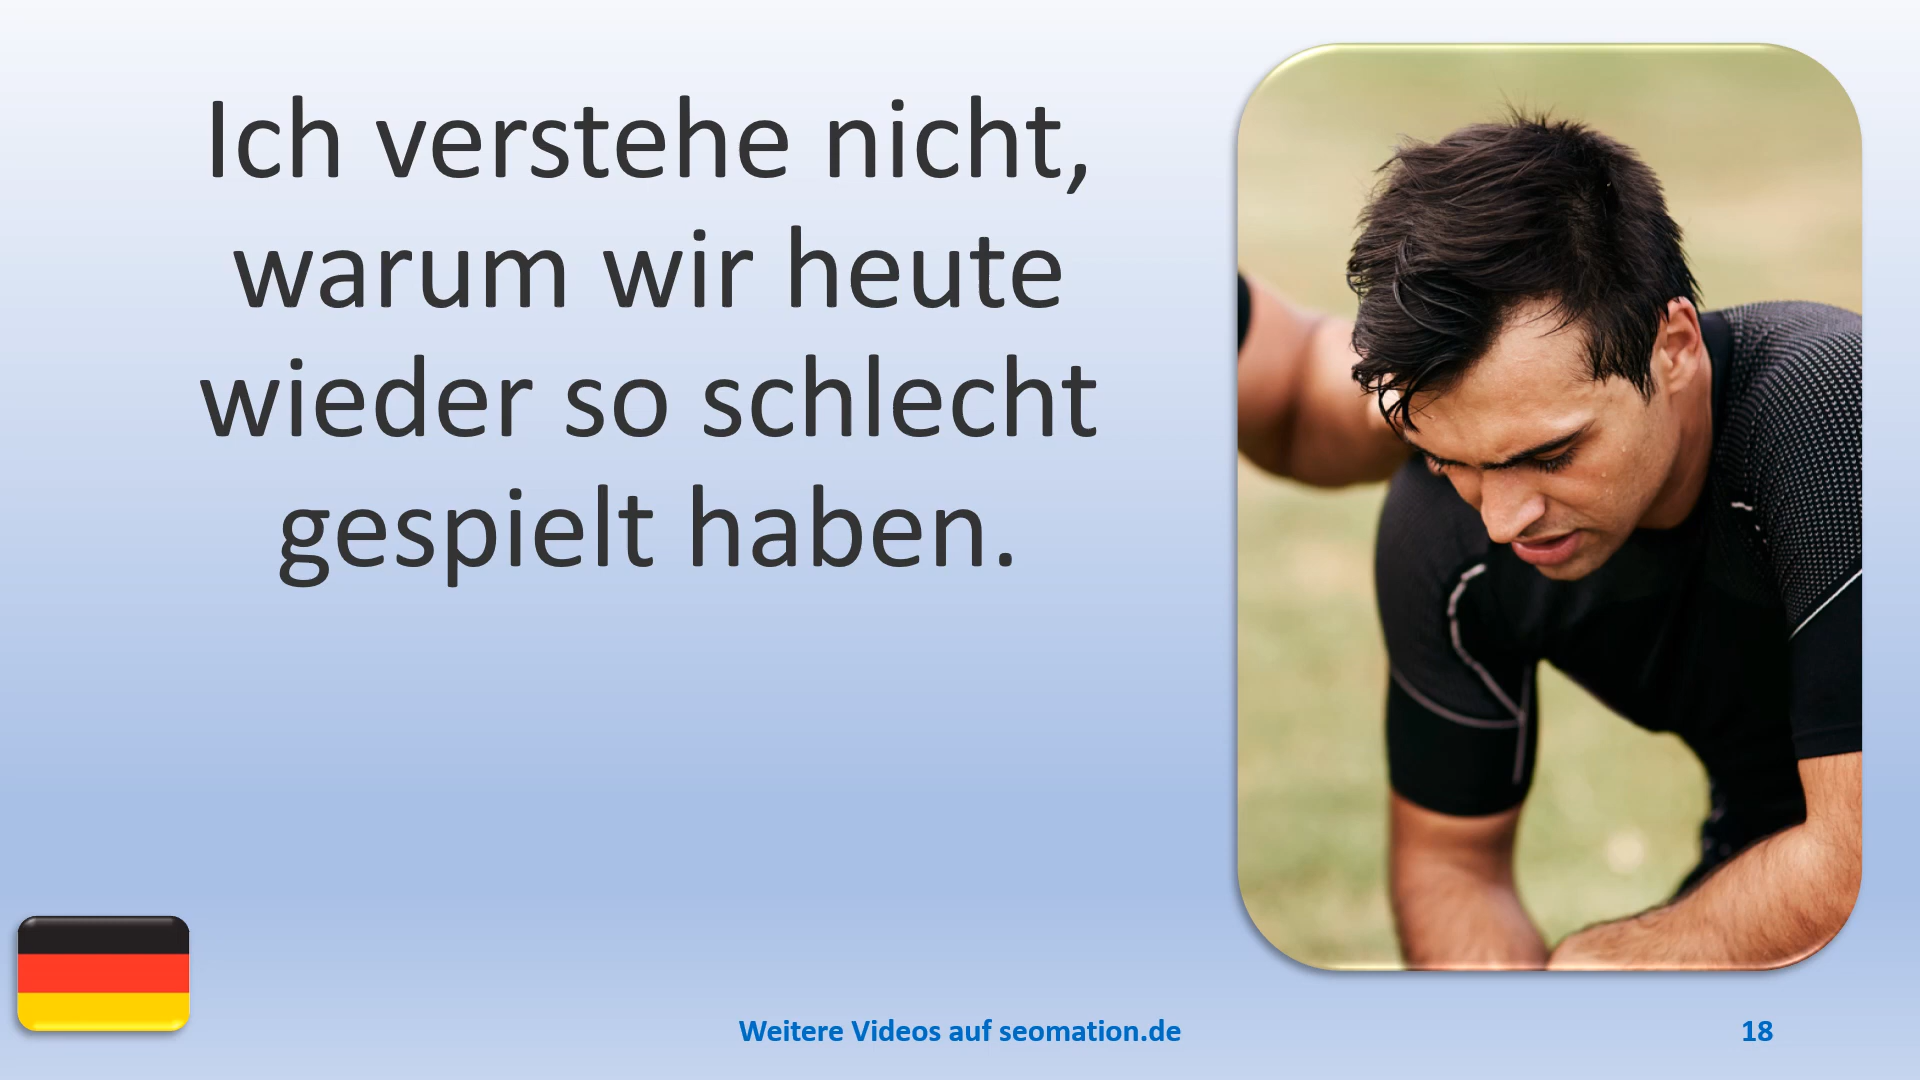 Ich verstehe nicht,
warum wir heute
wieder so schlecht
gespielt haben.
Weitere Videos auf seomation.de
18